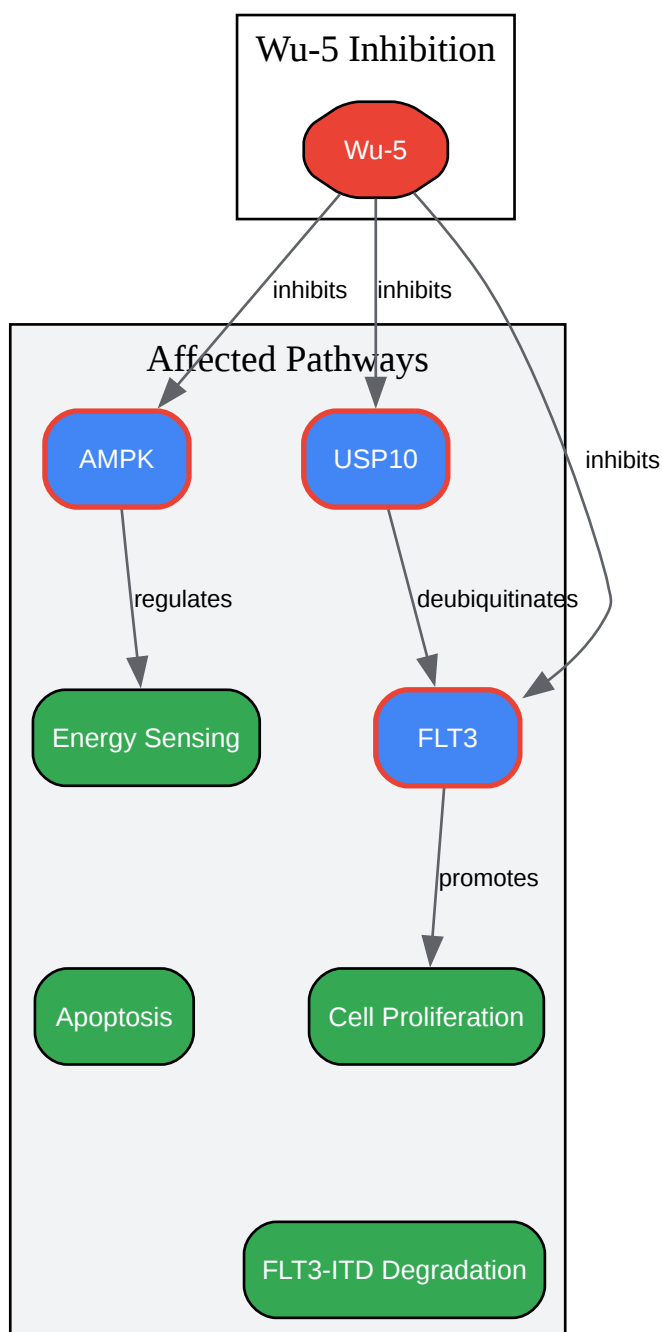 Wu-5 Inhibition
Wu-5
inhibits
inhibits
Affected Pathways
AMPK
USP10
inhibits
regulates
deubiquitinates
Energy Sensing
FLT3
promotes
Apoptosis
Cell Proliferation
FLT3-ITD Degradation